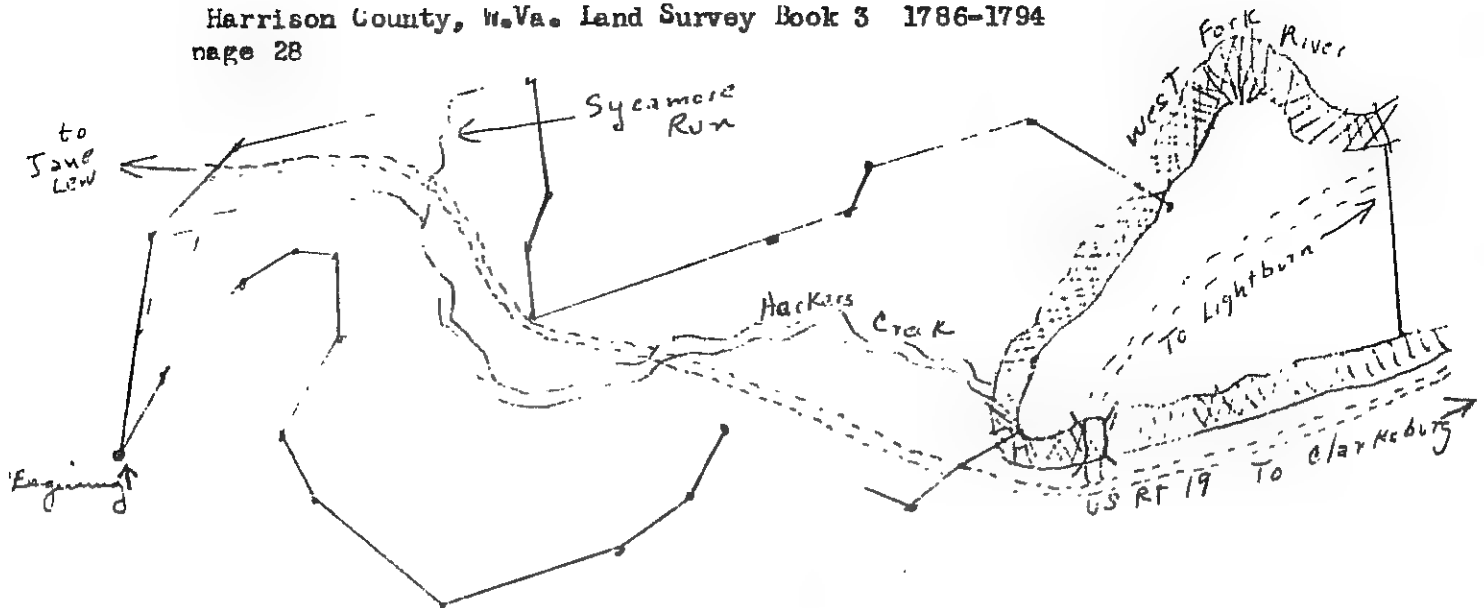 Harrison County, W.Va. Land Survey Book 3 1786-1794
page 28
West Fork River
Sycamore
Run
to
Jane
Lew
Hackers Creek
To Lightburn
Begining
US RT 19 To Clarksburg